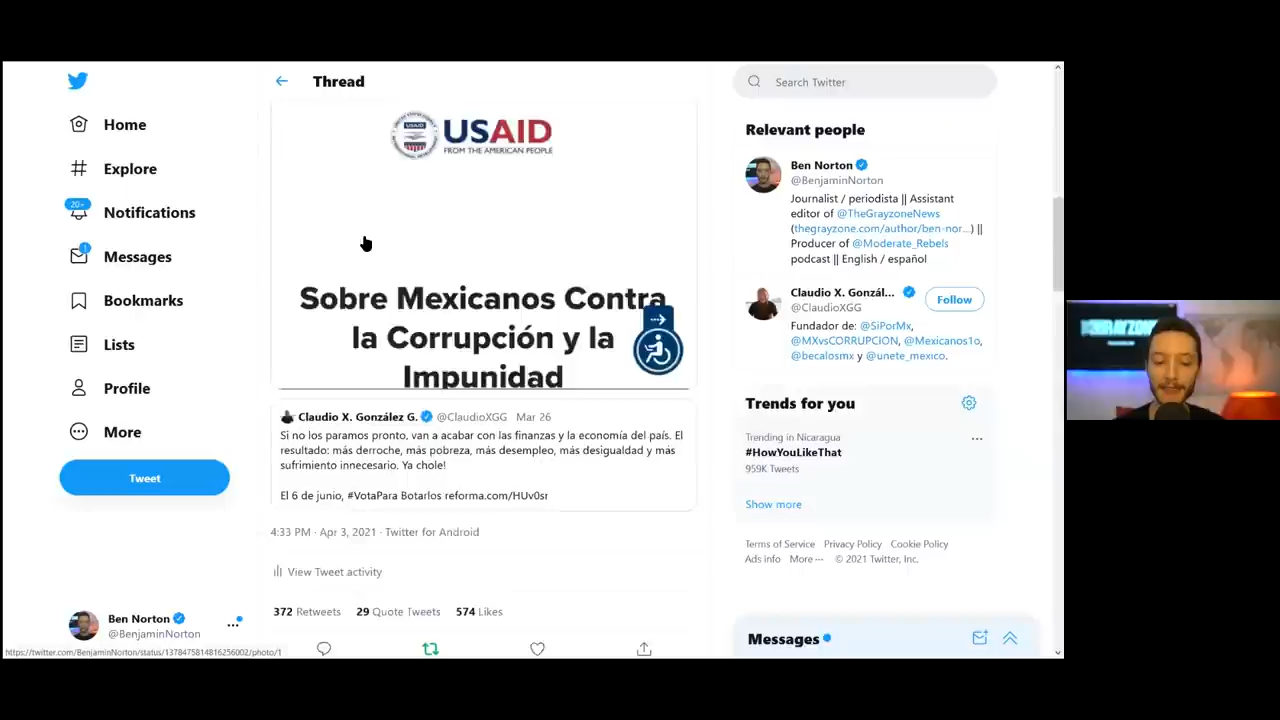 Home
Explore
20+
Notifications
1
Messages
Bookmarks
Lists
Profile
More
Tweet
Ben Norton
@BenjaminNorton
https://twitter.com/BenjaminNorton/status/1378475814816256002/photo/1
Thread
USAID
FROM THE AMERICAN PEOPLE
Sobre Mexicanos Contra
la Corrupción y la
Impunidad
Claudio X. González G. @ClaudioXGG Mar 26
Si no los paramos pronto, van a acabar con las finanzas y la economía del país. El
resultado: más derroche, más pobreza, más desempleo, más desigualdad y más
sufrimiento innecesario. Ya chole!
El 6 de junio, #VotaPara Botarlos reforma.com/HUv0sr
4:33 PM · Apr 3, 2021 · Twitter for Android
View Tweet activity
372 Retweets 29 Quote Tweets 574 Likes
Search Twitter
Relevant people
Ben Norton
@BenjaminNorton
Journalist / periodista || Assistant
editor of @TheGrayzoneNews
(thegrayzone.com/author/ben-nor...) ||
Producer of @Moderate_Rebels
podcast || English / español
Claudio X. Gonzál...
@ClaudioXGG
Follow
Fundador de: @SiPorMx,
@MXvsCORRUPCION, @Mexicanos1o,
@becalosmx y @unete_mexico.
Trends for you
Trending in Nicaragua
#HowYouLikeThat
959K Tweets
Show more
Terms of Service Privacy Policy Cookie Policy
Ads info More ··· © 2021 Twitter, Inc.
Messages